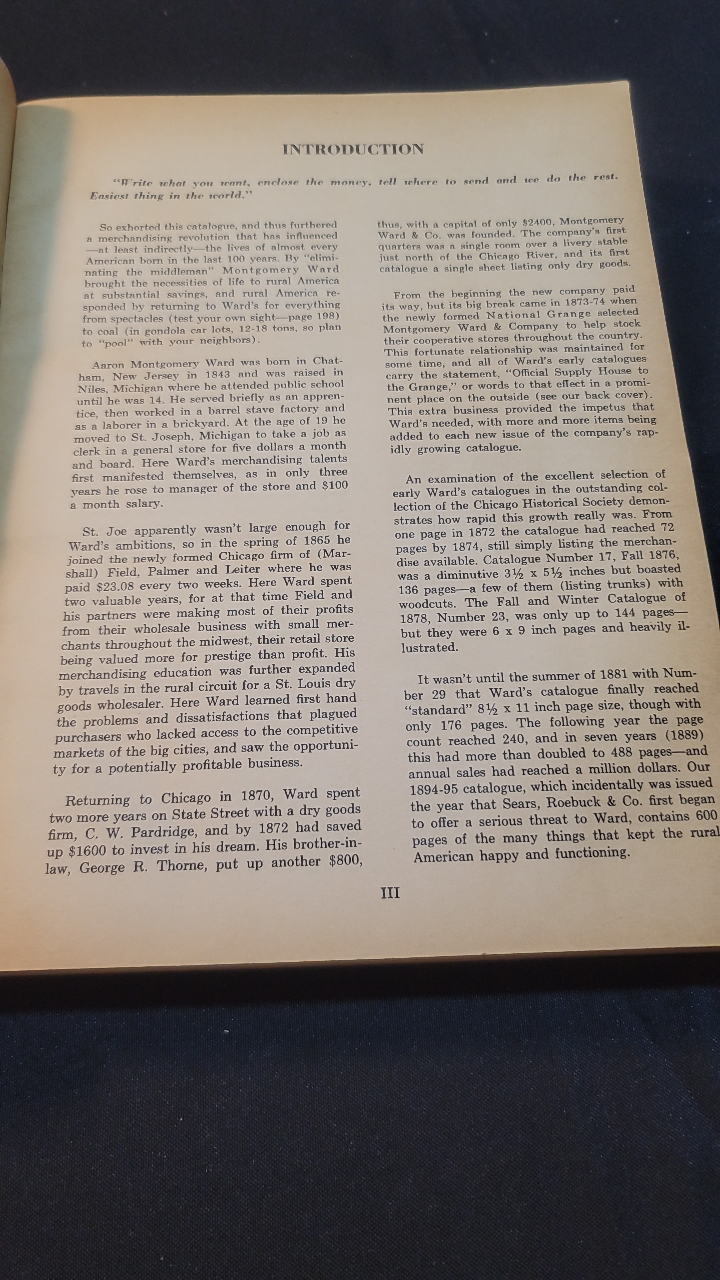 INTRODUCTION
"Write what you want, enclose the money, tell where to send and we do the rest.
Easiest thing in the world."
So exhorted this catalogue, and thus furthered
a merchandising revolution that has influenced
—at least indirectly—the lives of almost every
American born in the last 100 years. By "elimi-
nating the middleman" Montgomery Ward
brought the necessities of life to rural America
at substantial savings, and rural America re-
sponded by returning to Ward's for everything
from spectacles (test your own sight—page 198)
to coal (in gondola car lots, 12-18 tons, so plan
to "pool" with your neighbors).
Aaron Montgomery Ward was born in Chat-
ham, New Jersey in 1843 and was raised in
Niles, Michigan where he attended public school
until he was 14. He served briefly as an appren-
tice, then worked in a barrel stave factory and
as a laborer in a brickyard. At the age of 19 he
moved to St. Joseph, Michigan to take a job as
clerk in a general store for five dollars a month
and board. Here Ward's merchandising talents
first manifested themselves, as in only three
years he rose to manager of the store and $100
a month salary.
St. Joe apparently wasn't large enough for
Ward's ambitions, so in the spring of 1865 he
joined the newly formed Chicago firm of (Mar-
shall) Field, Palmer and Leiter where he was
paid $23.08 every two weeks. Here Ward spent
two valuable years, for at that time Field and
his partners were making most of their profits
from their wholesale business with small mer-
chants throughout the midwest, their retail store
being valued more for prestige than profit. His
merchandising education was further expanded
by travels in the rural circuit for a St. Louis dry
goods wholesaler. Here Ward learned first hand
the problems and dissatisfactions that plagued
purchasers who lacked access to the competitive
markets of the big cities, and saw the opportuni-
ty for a potentially profitable business.
Returning to Chicago in 1870, Ward spent
two more years on State Street with a dry goods
firm, C. W. Pardridge, and by 1872 had saved
up $1600 to invest in his dream. His brother-in-
law, George R. Thorne, put up another $800,
thus, with a capital of only $2400, Montgomery
Ward & Co. was founded. The company's first
quarters was a single room over a livery stable
just north of the Chicago River, and its first
catalogue a single sheet listing only dry goods.
From the beginning the new company paid
its way, but its big break came in 1873-74 when
the newly formed National Grange selected
Montgomery Ward & Company to help stock
their cooperative stores throughout the country.
This fortunate relationship was maintained for
some time, and all of Ward's early catalogues
carry the statement, "Official Supply House to
the Grange," or words to that effect in a promi-
nent place on the outside (see our back cover).
This extra business provided the impetus that
Ward's needed, with more and more items being
added to each new issue of the company's rap-
idly growing catalogue.
An examination of the excellent selection of
early Ward's catalogues in the outstanding col-
lection of the Chicago Historical Society demon-
strates how rapid this growth really was. From
one page in 1872 the catalogue had reached 72
pages by 1874, still simply listing the merchan-
dise available. Catalogue Number 17, Fall 1876,
was a diminutive 3½ x 5½ inches but boasted
136 pages—a few of them (listing trunks) with
woodcuts. The Fall and Winter Catalogue of
1878, Number 23, was only up to 144 pages—
but they were 6 x 9 inch pages and heavily il-
lustrated.
It wasn't until the summer of 1881 with Num-
ber 29 that Ward's catalogue finally reached
"standard" 8½ x 11 inch page size, though with
only 176 pages. The following year the page
count reached 240, and in seven years (1889)
this had more than doubled to 488 pages—and
annual sales had reached a million dollars. Our
1894-95 catalogue, which incidentally was issued
the year that Sears, Roebuck & Co. first began
to offer a serious threat to Ward, contains 600
pages of the many things that kept the rural
American happy and functioning.
III